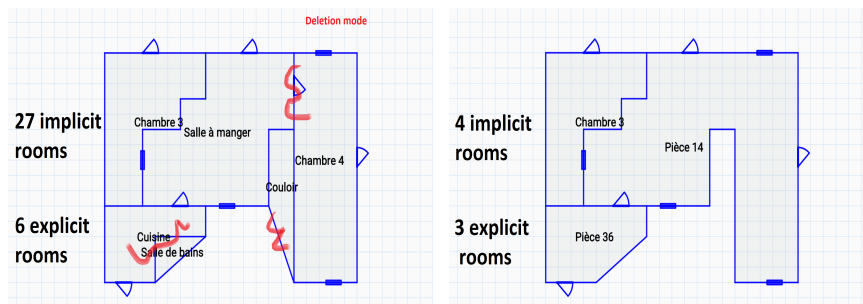 Deletion mode
27 implicit
rooms
Chambre 3
Salle à manger
Chambre 4
Couloir
6 explicit
rooms
Cuisine
Salle de bains
4 implicit
rooms
Chambre 3
Pièce 14
3 explicit
rooms
Pièce 36